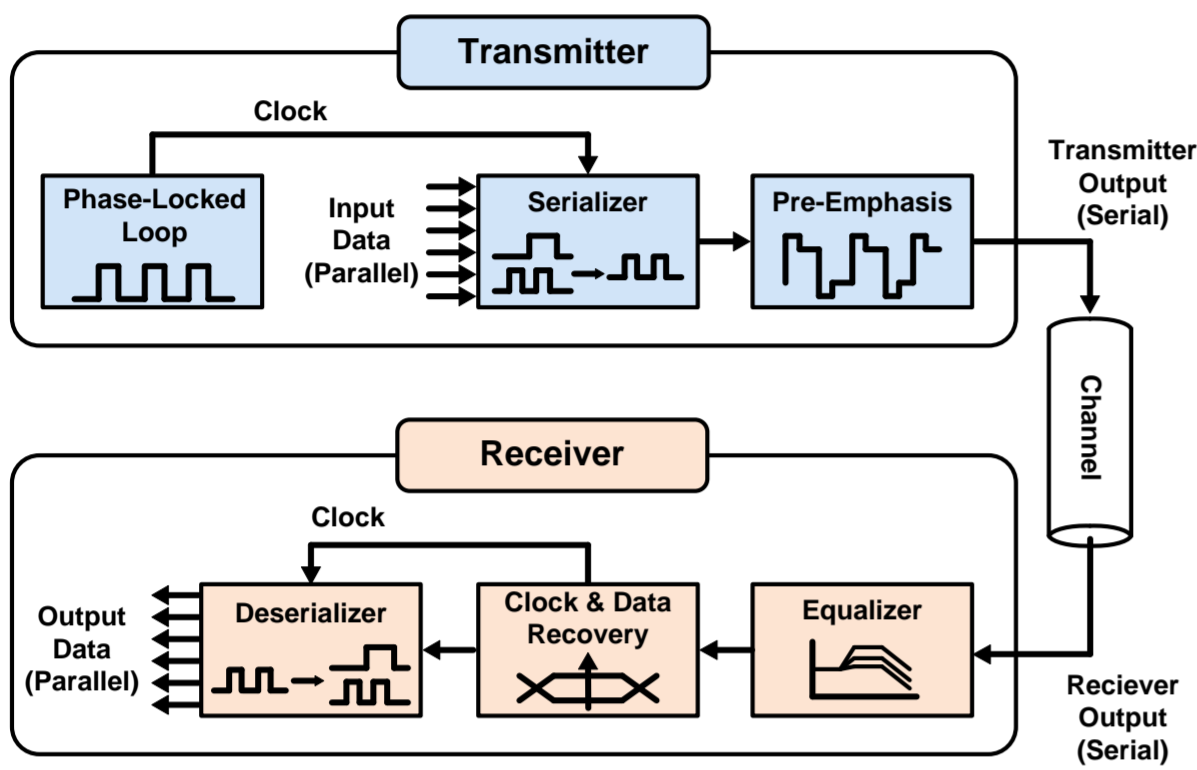 Transmitter
Clock
Phase-Locked
Loop
Input
Data
(Parallel)
Serializer
Pre-Emphasis
Transmitter
Output
(Serial)
Channel
Receiver
Clock
Output
Data
(Parallel)
Deserializer
Clock & Data
Recovery
Equalizer
Reciever
Output
(Serial)